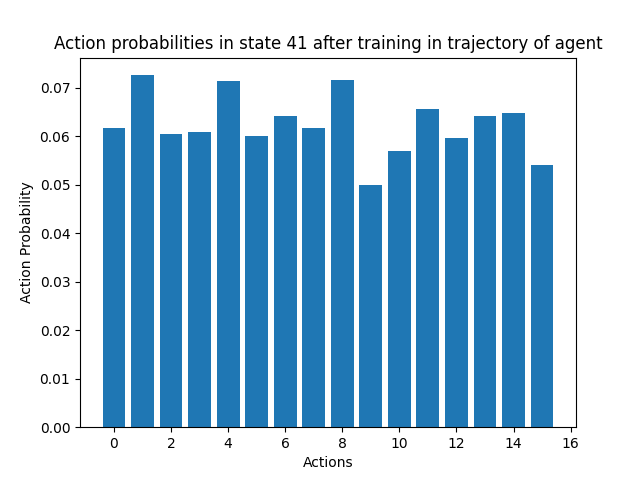 Action probabilities in state 41 after training in trajectory of agent
0.07
0.06
0.05
0.04
0.03
0.02
0.01
0.00
Action Probability
0 2 4 6 8 10 12 14 16
Actions